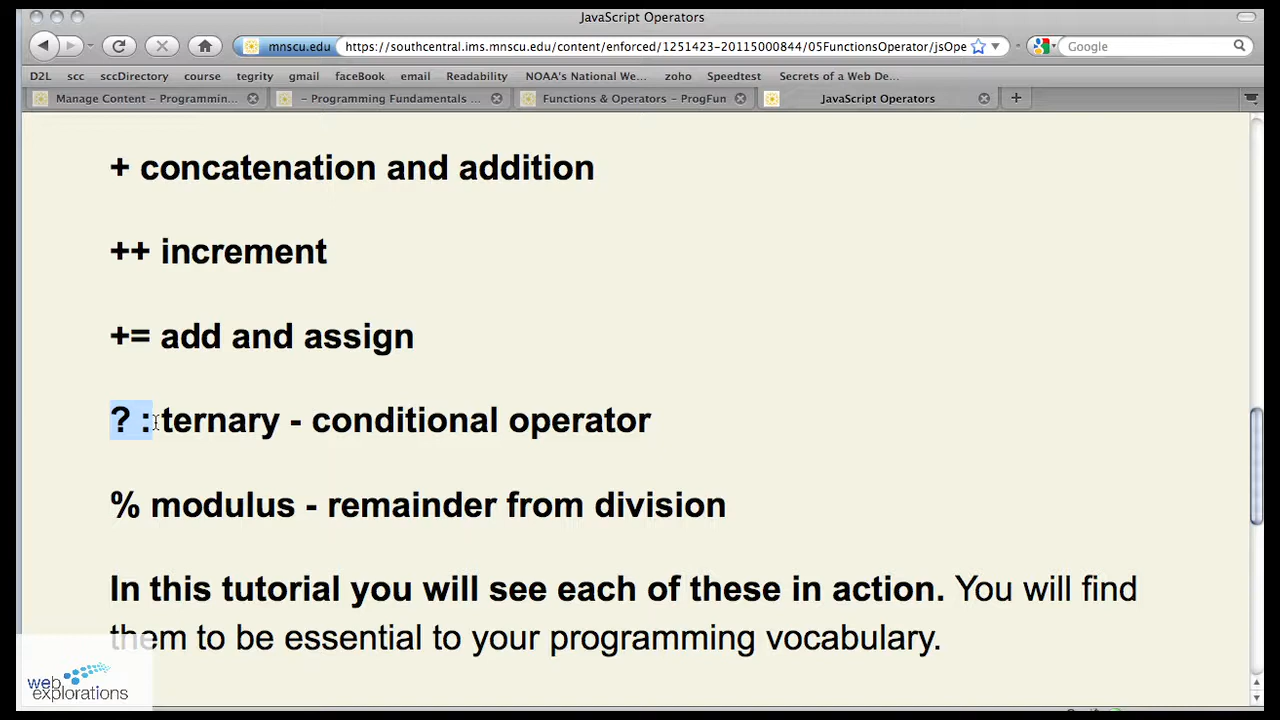 JavaScript Operators
mnscu.edu https://southcentral.ims.mnscu.edu/content/enforced/1251423-20115000844/05FunctionsOperator/jsOpe Google
D2L scc sccDirectory course tegrity gmail faceBook email Readability NOAA's National We... zoho Speedtest Secrets of a Web De...
Manage Content – Programmin... – Programming Fundamentals ... Functions & Operators – ProgFun JavaScript Operators
+ concatenation and addition
++ increment
+= add and assign
? : ternary - conditional operator
% modulus - remainder from division
In this tutorial you will see each of these in action. You will find
them to be essential to your programming vocabulary.
web
explorations